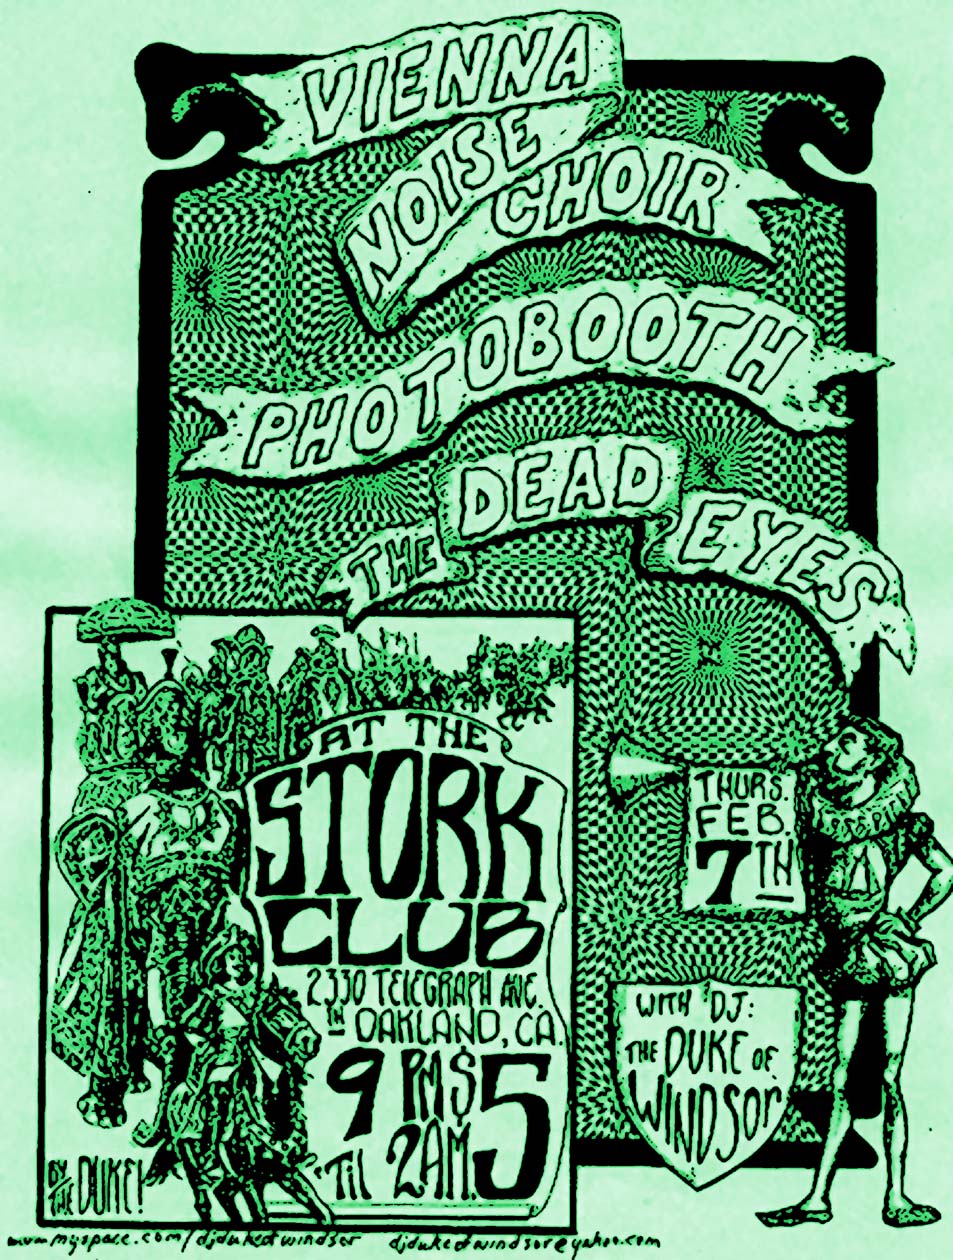 VIENNA
NOISE
CHOIR
PHOTOBOOTH
THE DEAD EYES
AT THE
STORK
CLUB
2330 TELEGRAPH AVE.
IN OAKLAND, CA.
9 PM $5
TIL 2AM.
THURS.
FEB.
7TH
WITH DJ:
THE DUKE OF
WINDSOR
BY THE DUKE!
www.myspace.com/djdukeofwindsor djdukeofwindsor@yahoo.com